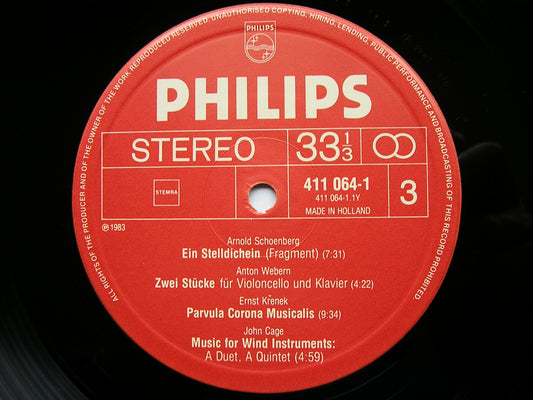 ALL RIGHTS OF THE PRODUCER AND OF THE OWNER OF THE WORK REPRODUCED RESERVED. UNAUTHORISED COPYING, HIRING, LENDING, PUBLIC PERFORMANCE AND BROADCASTING OF THIS RECORD PROHIBITED.
PHILIPS
PHILIPS
STEREO 33 1/3
STEMRA
411 064-1
411 064-1.1Y
MADE IN HOLLAND
3
℗ 1983
Arnold Schoenberg
Ein Stelldichein (Fragment) (7:31)
Anton Webern
Zwei Stücke für Violoncello und Klavier (4:22)
Ernst Křenek
Parvula Corona Musicalis (9:34)
John Cage
Music for Wind Instruments:
A Duet, A Quintet (4:59)